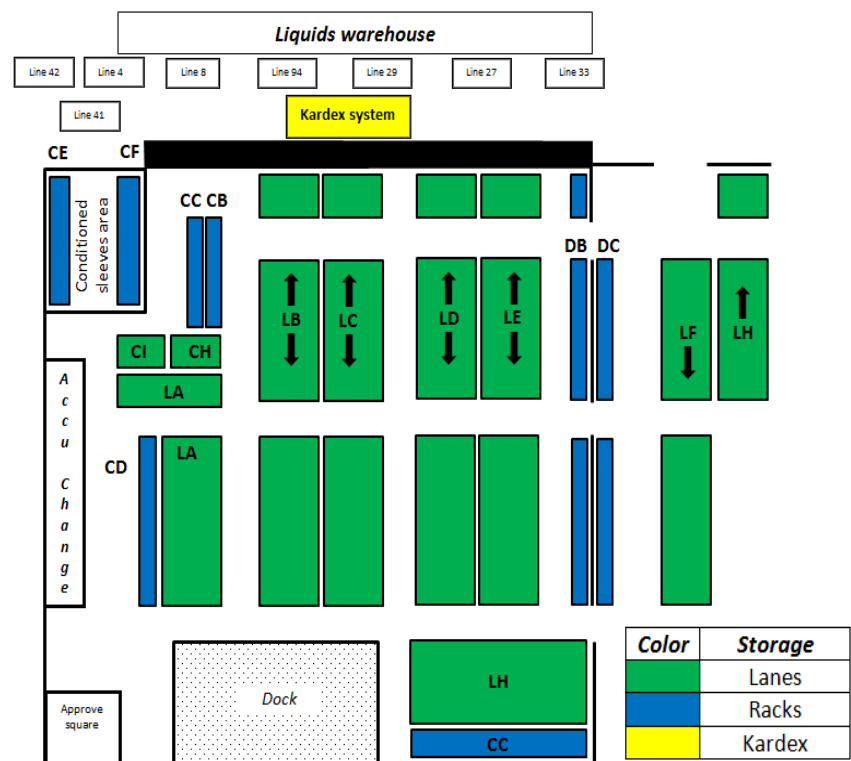 Liquids warehouse
Line 42
Line 4
Line 8
Line 94
Line 29
Line 27
Line 33
Line 41
Kardex system
CE
CF
Conditioned
sleeves area
CC
CB
DB
DC
LB
LC
LD
LE
LF
LH
CI
CH
LA
Accu Change
CD
LA
Dock
LH
CC
Approve
square
Color Storage
Lanes
Racks
Kardex